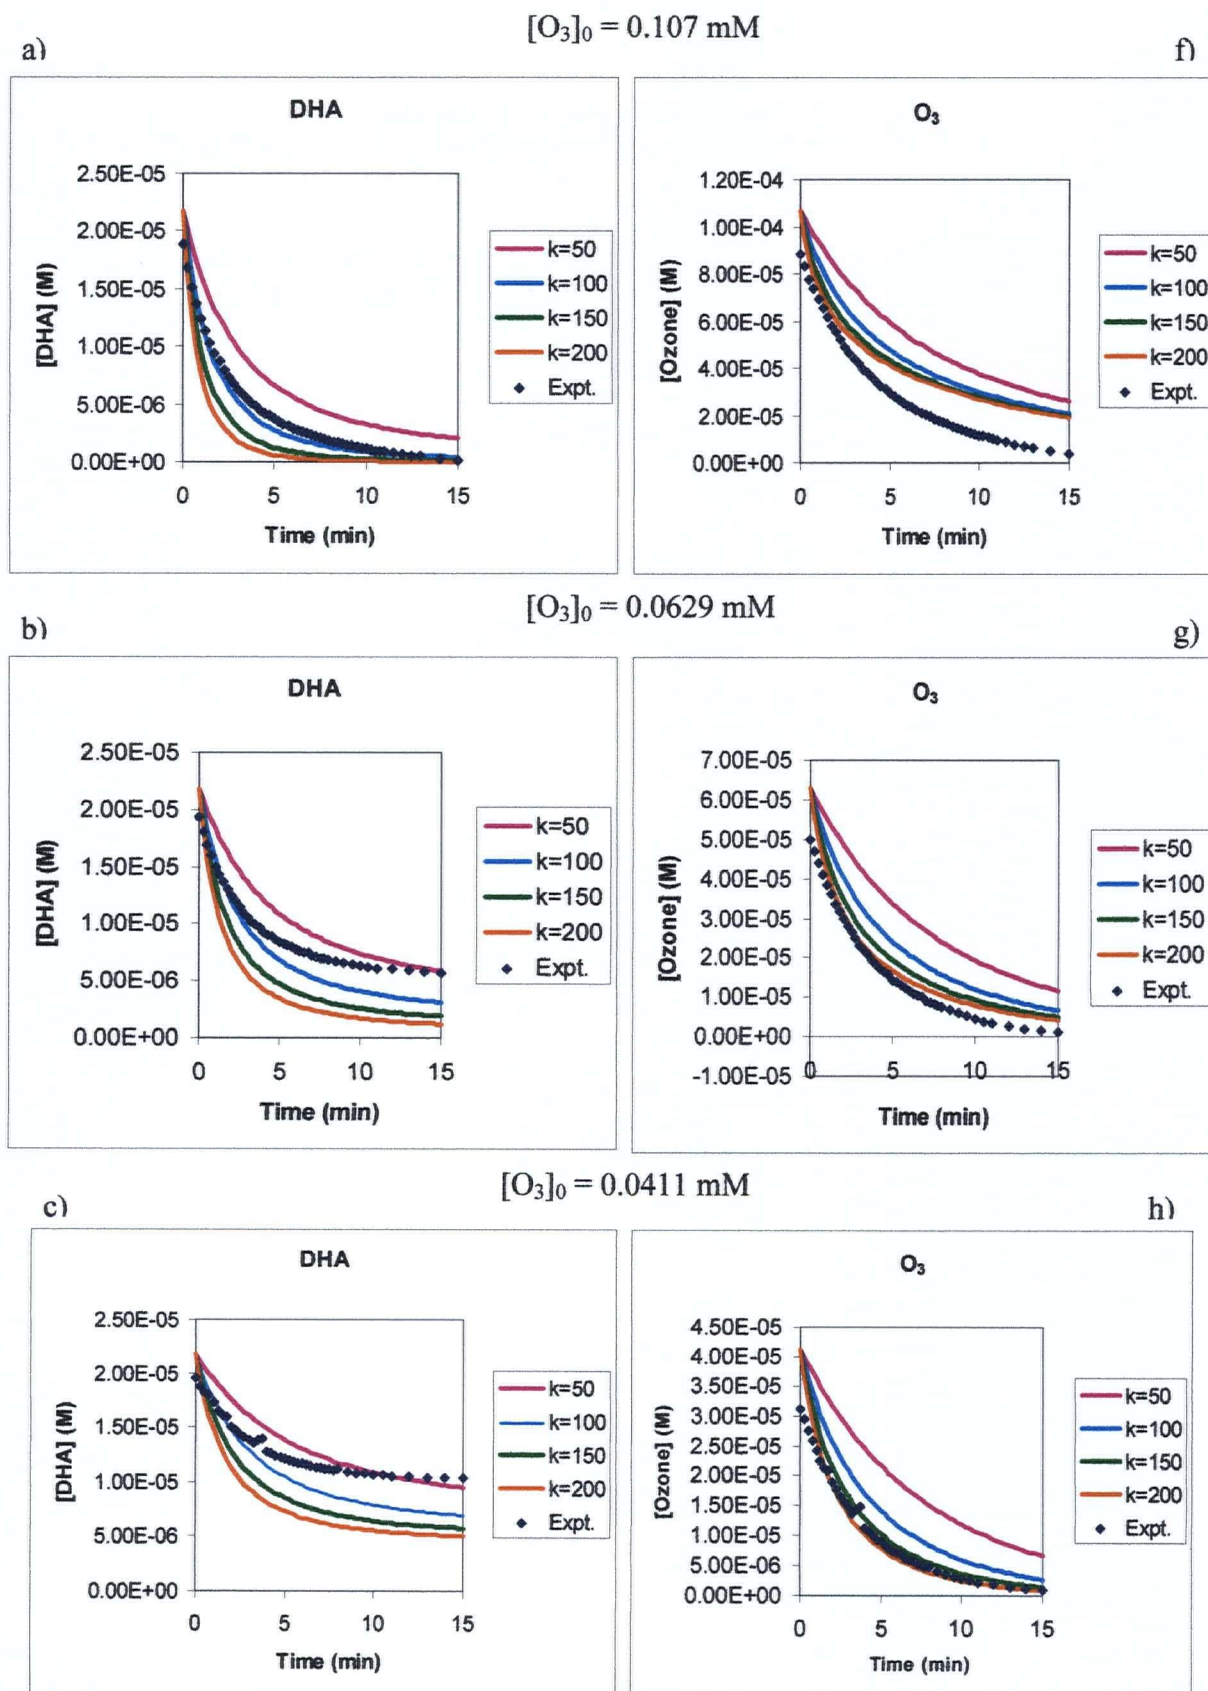 [O₃]₀ = 0.107 mM
a)
f)
DHA
2.50E-05
2.00E-05
1.50E-05
1.00E-05
5.00E-06
0.00E+00
[DHA] (M)
0 5 10 15
Time (min)
k=50
k=100
k=150
k=200
Expt.
O₃
1.20E-04
1.00E-04
8.00E-05
6.00E-05
4.00E-05
2.00E-05
0.00E+00
[Ozone] (M)
0 5 10 15
Time (min)
k=50
k=100
k=150
k=200
Expt.
[O₃]₀ = 0.0629 mM
b)
g)
DHA
2.50E-05
2.00E-05
1.50E-05
1.00E-05
5.00E-06
0.00E+00
[DHA] (M)
0 5 10 15
Time (min)
k=50
k=100
k=150
k=200
Expt.
O₃
7.00E-05
6.00E-05
5.00E-05
4.00E-05
3.00E-05
2.00E-05
1.00E-05
0.00E+00
-1.00E-05
[Ozone] (M)
0 5 10 15
Time (min)
k=50
k=100
k=150
k=200
Expt.
[O₃]₀ = 0.0411 mM
c)
h)
DHA
2.50E-05
2.00E-05
1.50E-05
1.00E-05
5.00E-06
0.00E+00
[DHA] (M)
0 5 10 15
Time (min)
k=50
k=100
k=150
k=200
Expt.
O₃
4.50E-05
4.00E-05
3.50E-05
3.00E-05
2.50E-05
2.00E-05
1.50E-05
1.00E-05
5.00E-06
0.00E+00
[Ozone] (M)
0 5 10 15
Time (min)
k=50
k=100
k=150
k=200
Expt.